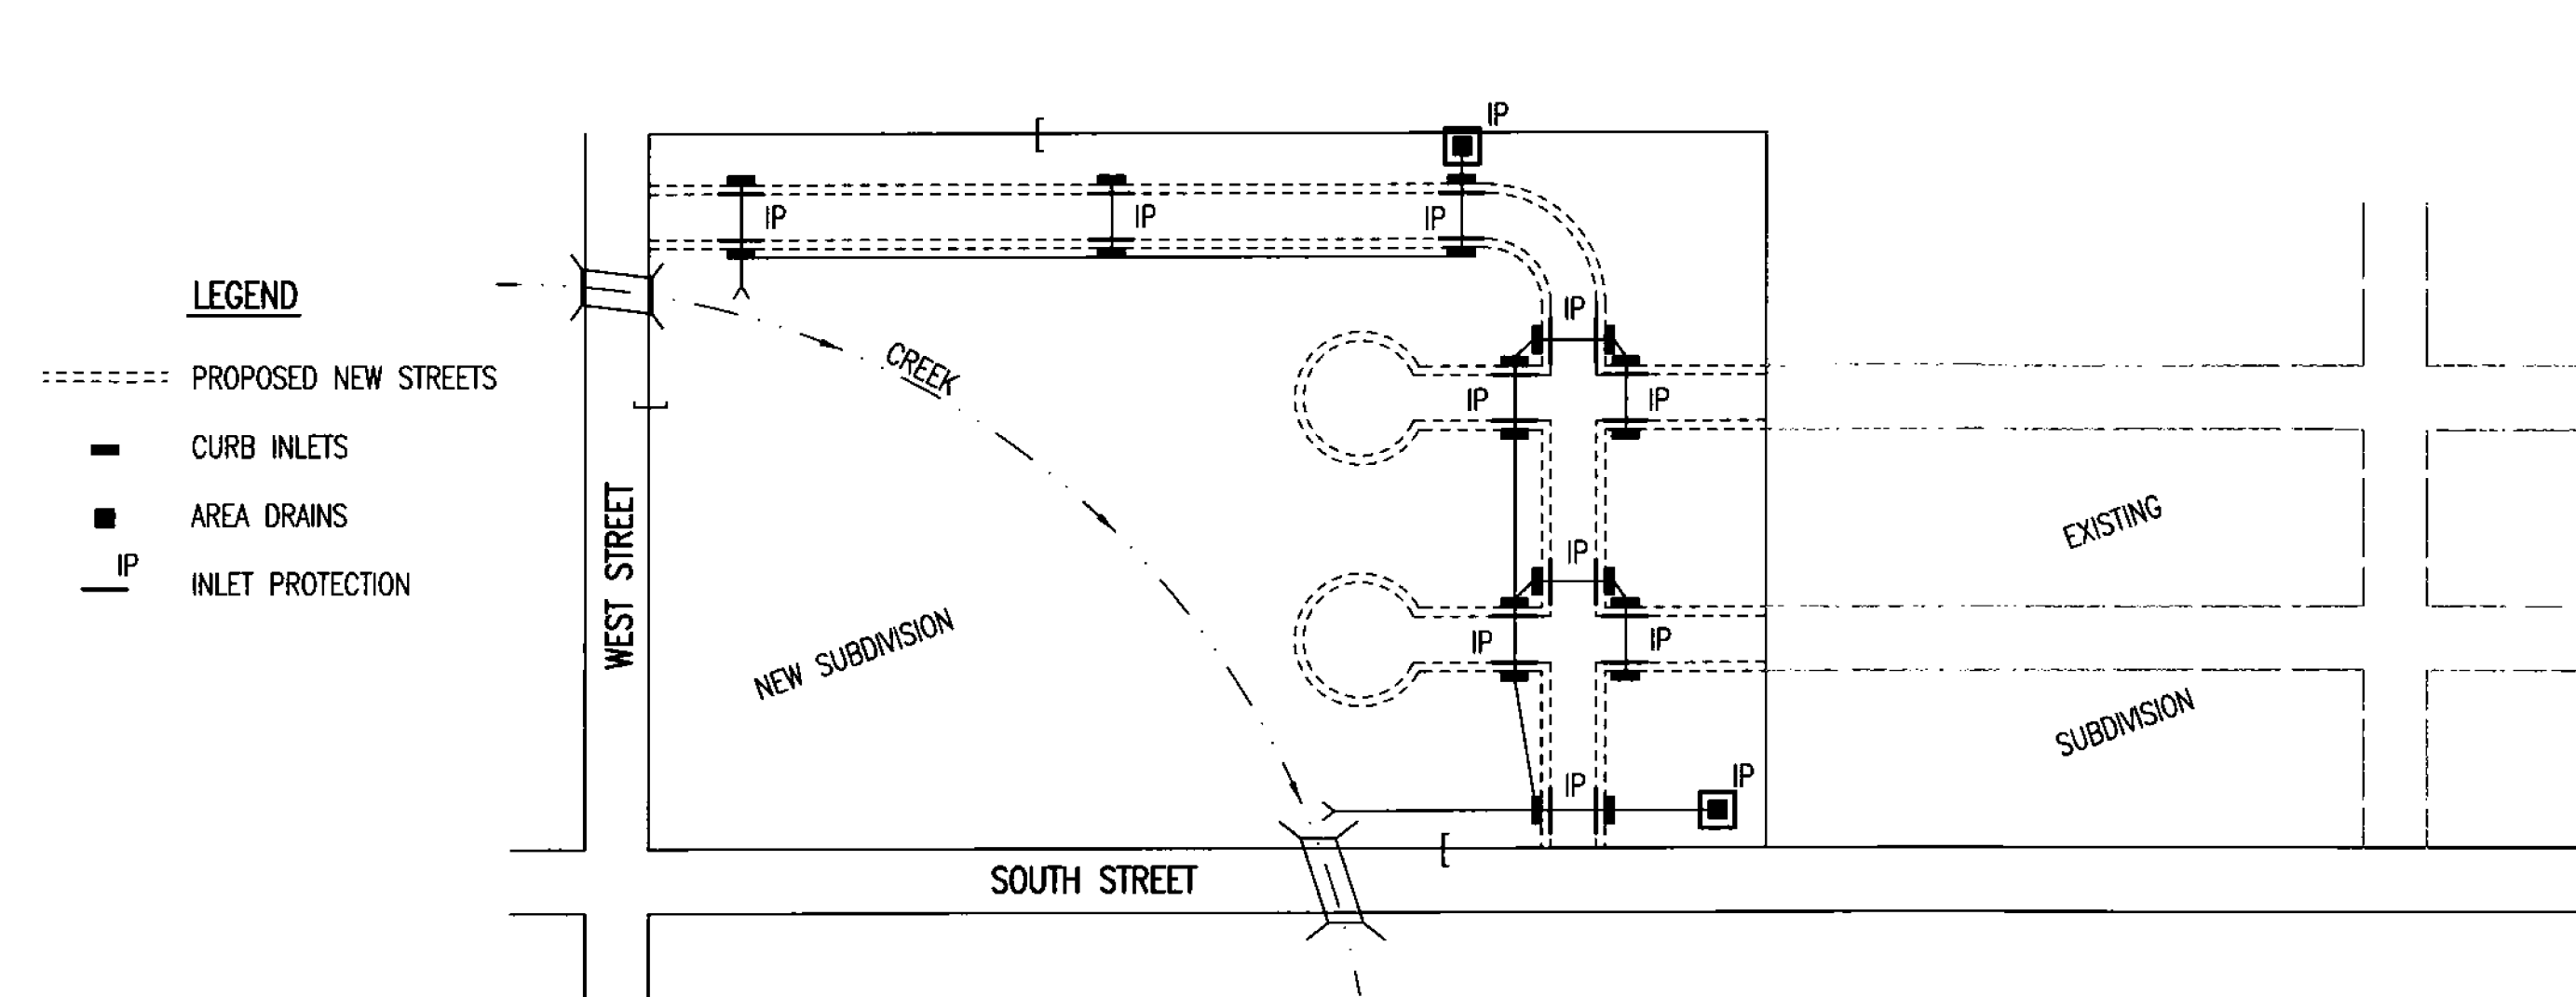 IP
IP
IP
IP
LEGEND
PROPOSED NEW STREETS
CURB INLETS
AREA DRAINS
IP
INLET PROTECTION
WEST STREET
CREEK
NEW SUBDIVISION
IP
IP
IP
IP
IP
IP
IP
IP
SOUTH STREET
EXISTING
SUBDIVISION